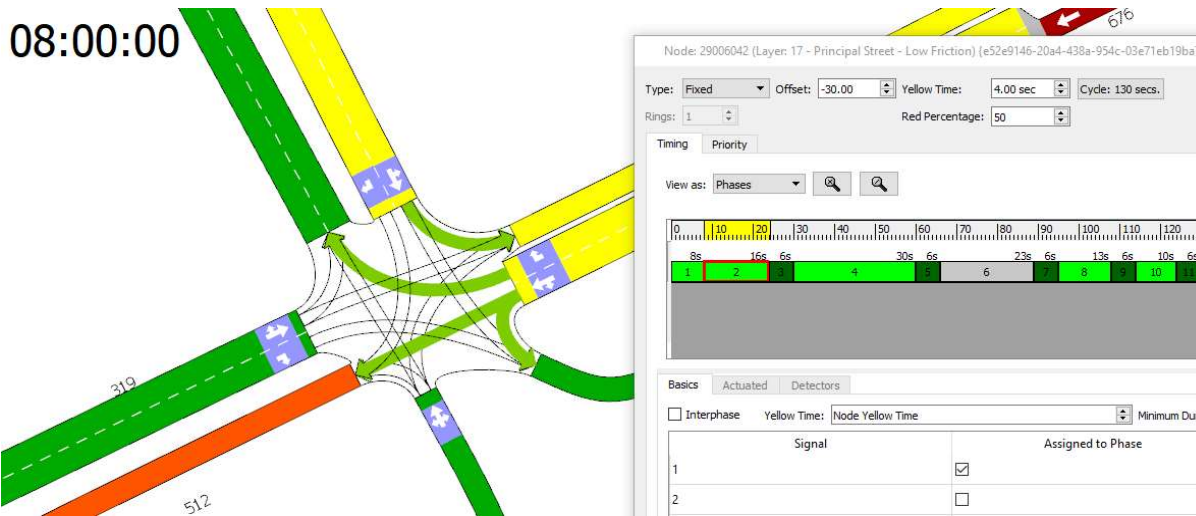 08:00:00
676
319
512
Node: 29006042 (Layer: 17 - Principal Street - Low Friction) (e52e9146-20a4-438a-954c-03e71eb19ba
Type: Fixed Offset: -30.00 Yellow Time: 4.00 sec Cycle: 130 secs.
Rings: 1 Red Percentage: 50
Timing Priority
View as: Phases
0 10 20 30 40 50 60 70 80 90 100 110 120
8s 16s 6s 30s 6s 23s 6s 13s 6s 10s 6s
1 2 3 4 5 6 7 8 9 10 11
Basics Actuated Detectors
Interphase Yellow Time: Node Yellow Time Minimum Du
Signal Assigned to Phase
1
2